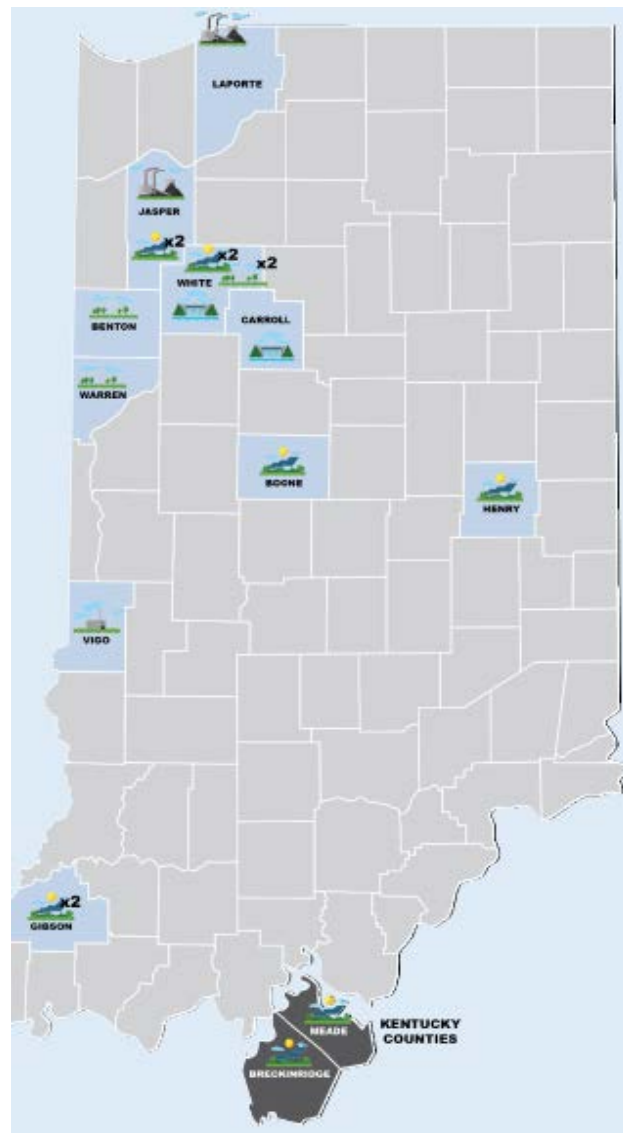 LAPORTE
JASPER
x2
x2
WHITE
x2
BENTON
CARROLL
WARREN
BOONE
HENRY
VIGO
x2
GIBSON
MEADE
KENTUCKY
COUNTIES
BRECKINRIDGE